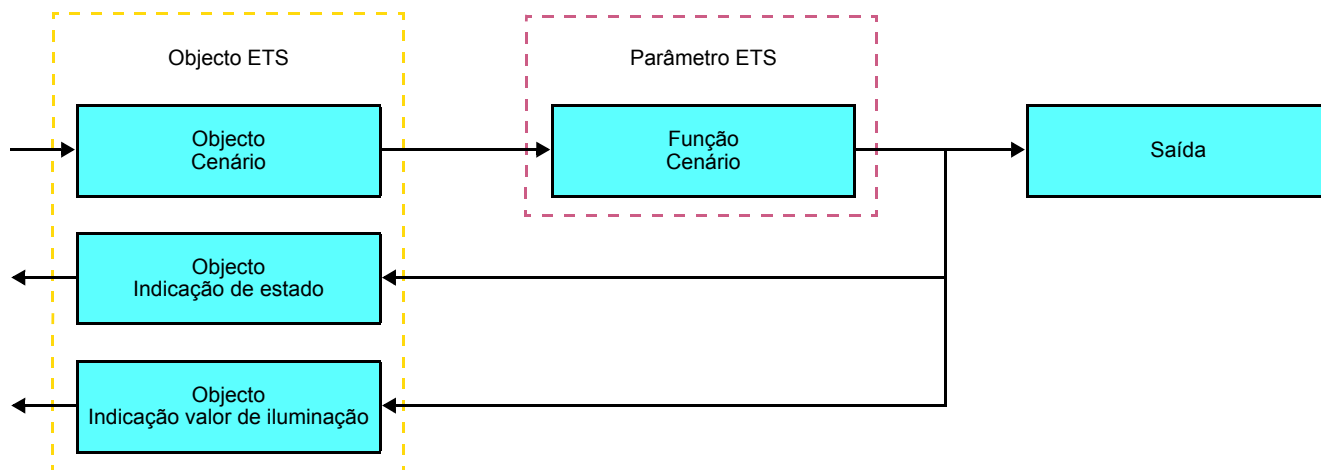 Objecto ETS
Parâmetro ETS
Objecto
Cenário
Função
Cenário
Saída
Objecto
Indicação de estado
Objecto
Indicação valor de iluminação